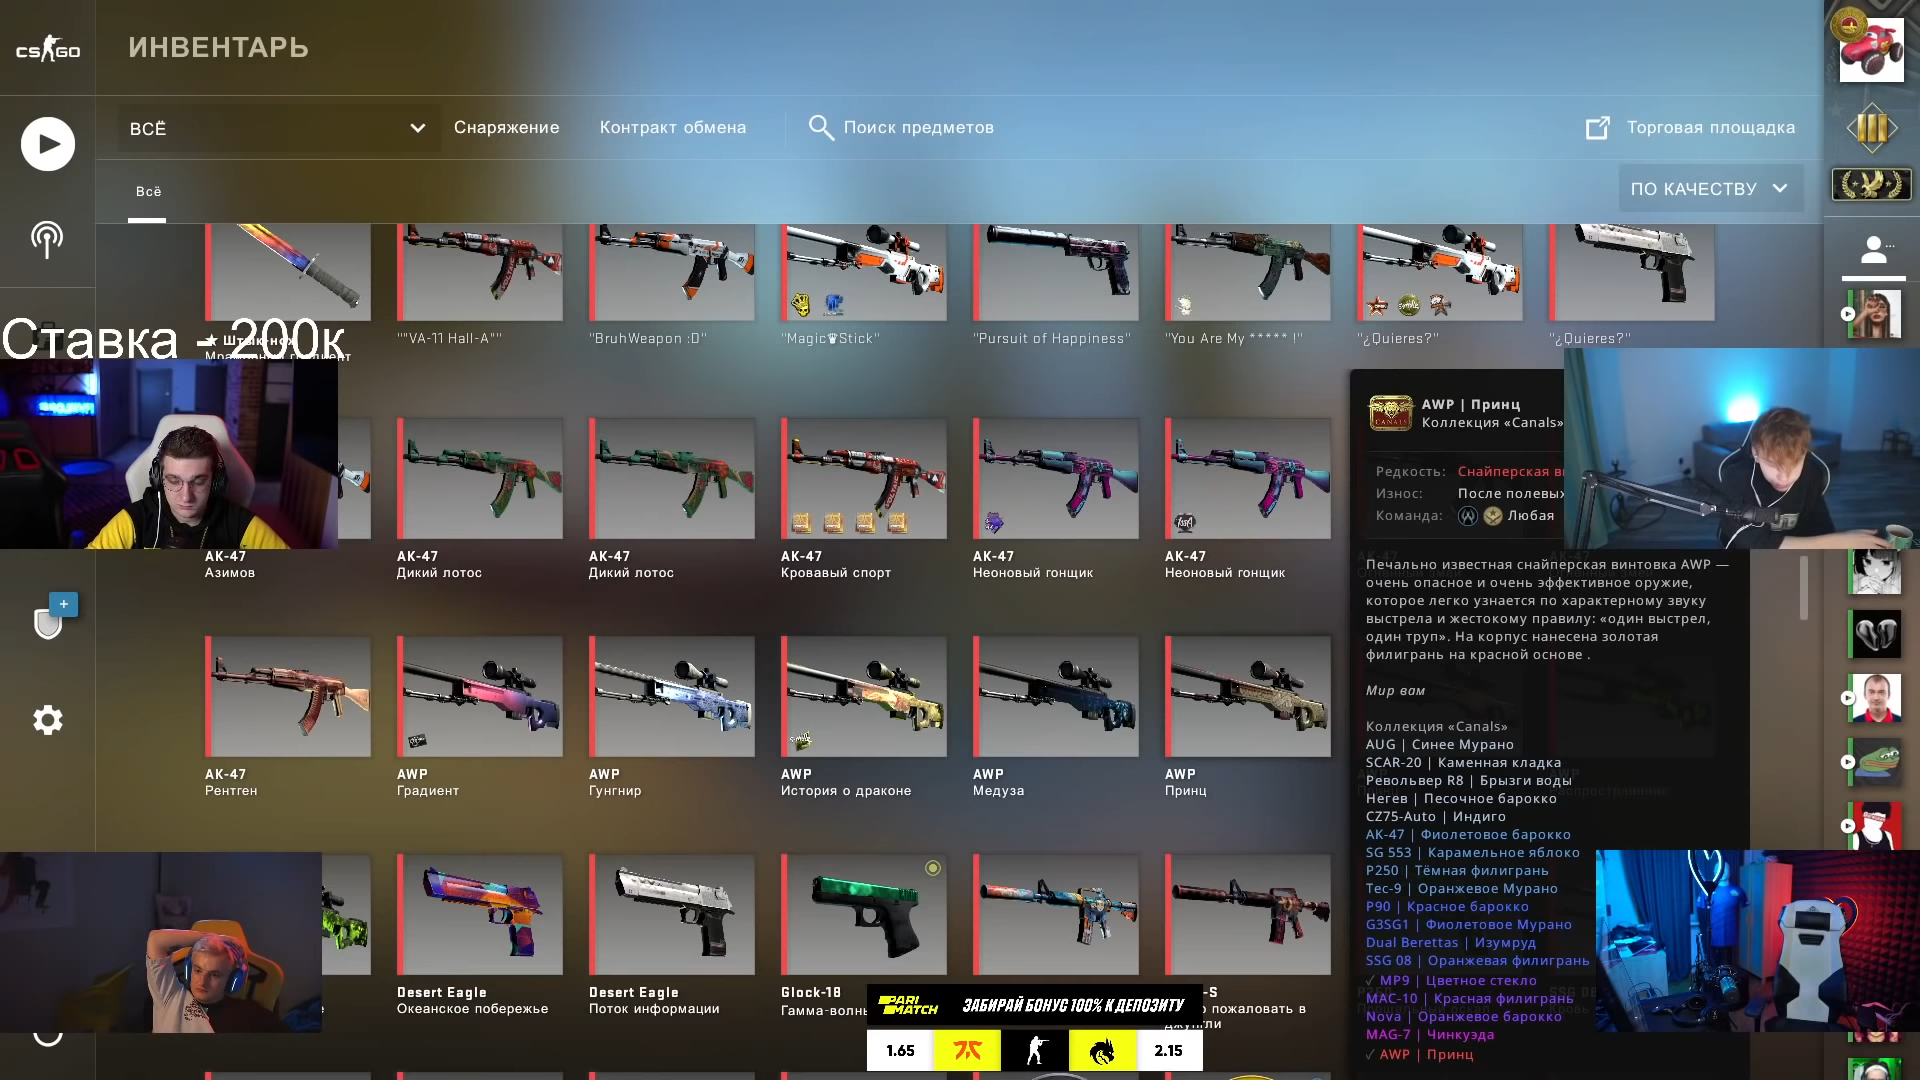 CS GO
ИНВЕНТАРЬ
ВСЁ
Снаряжение
Контракт обмена
Поиск предметов
Торговая площадка
Всё
ПО КАЧЕСТВУ
Ставка - 200к
""VA-11 Hall-A""
"BruhWeapon :D"
"Magic♛Stick"
"Pursuit of Happiness"
"You Are My ***** !"
"¿Quieres?"
"¿Quieres?"
AK-47
Азимов
AK-47
Дикий лотос
AK-47
Дикий лотос
AK-47
Кровавый спорт
AK-47
Неоновый гонщик
AK-47
Неоновый гонщик
AK-47
Рентген
AWP
Градиент
AWP
Гунгнир
AWP
История о драконе
AWP
Медуза
AWP
Принц
Desert Eagle
Океанское побережье
Desert Eagle
Поток информации
Glock-18
AWP | Принц
Коллекция «Canals»
Редкость: Снайперская
Износ: После полевых
Команда: Любая
Печально известная снайперская винтовка AWP —
очень опасное и очень эффективное оружие,
которое легко узнается по характерному звуку
выстрела и жестокому правилу: «один выстрел,
один труп». На корпус нанесена золотая
филигрань на красной основе .
Мир вам
Коллекция «Canals»
AUG | Синее Мурано
SCAR-20 | Каменная кладка
Револьвер R8 | Брызги воды
Негев | Песочное барокко
CZ75-Auto | Индиго
AK-47 | Фиолетовое барокко
SG 553 | Карамельное яблоко
P250 | Тёмная филигрань
Tec-9 | Оранжевое Мурано
P90 | Красное барокко
G3SG1 | Фиолетовое Мурано
Dual Berettas | Изумруд
SSG 08 | Оранжевая филигрань
✓ MP9 | Цветное стекло
MAC-10 | Красная филигрань
Nova | Оранжевое барокко
MAG-7 | Чинкуэда
✓ AWP | Принц
PARI MATCH
ЗАБИРАЙ БОНУС 100% К ДЕПОЗИТУ
1.65
2.15